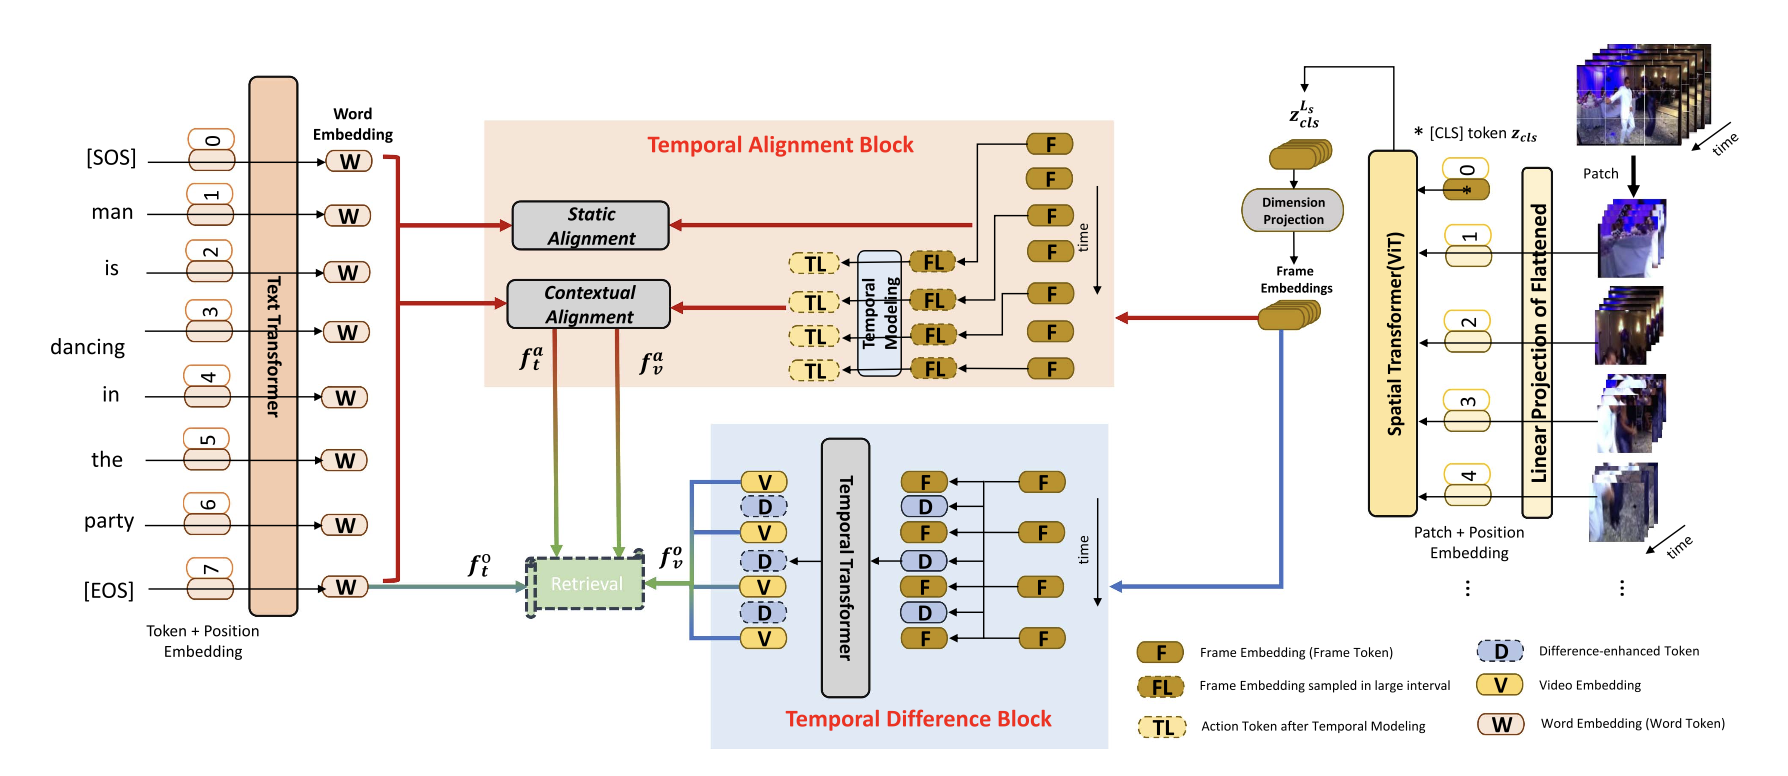 [SOS]
man
is
dancing
in
the
party
[EOS]
0
1
2
3
4
5
6
7
Token + Position
Embedding
Text Transformer
Word
Embedding
W
W
W
W
W
W
W
W
Temporal Alignment Block
Static
Alignment
Contextual
Alignment
TL
TL
TL
TL
Temporal
Modeling
FL
FL
FL
FL
F
F
F
F
F
F
F
time
f_t^a
f_v^a
f_t^o
Retrieval
f_v^o
V
D
V
D
V
D
V
Temporal Transformer
F
D
F
D
F
D
F
F
F
F
F
time
Temporal Difference Block
z_{cls}^{L_s}
Dimension
Projection
Frame
Embeddings
Spatial Transformer(ViT)
* [CLS] token z_{cls}
0
*
1
2
3
4
Patch + Position
Embedding
⋮
Linear Projection of Flattened
time
Patch
time
⋮
F Frame Embedding (Frame Token)
FL Frame Embedding sampled in large interval
TL Action Token after Temporal Modeling
D Difference-enhanced Token
V Video Embedding
W Word Embedding (Word Token)